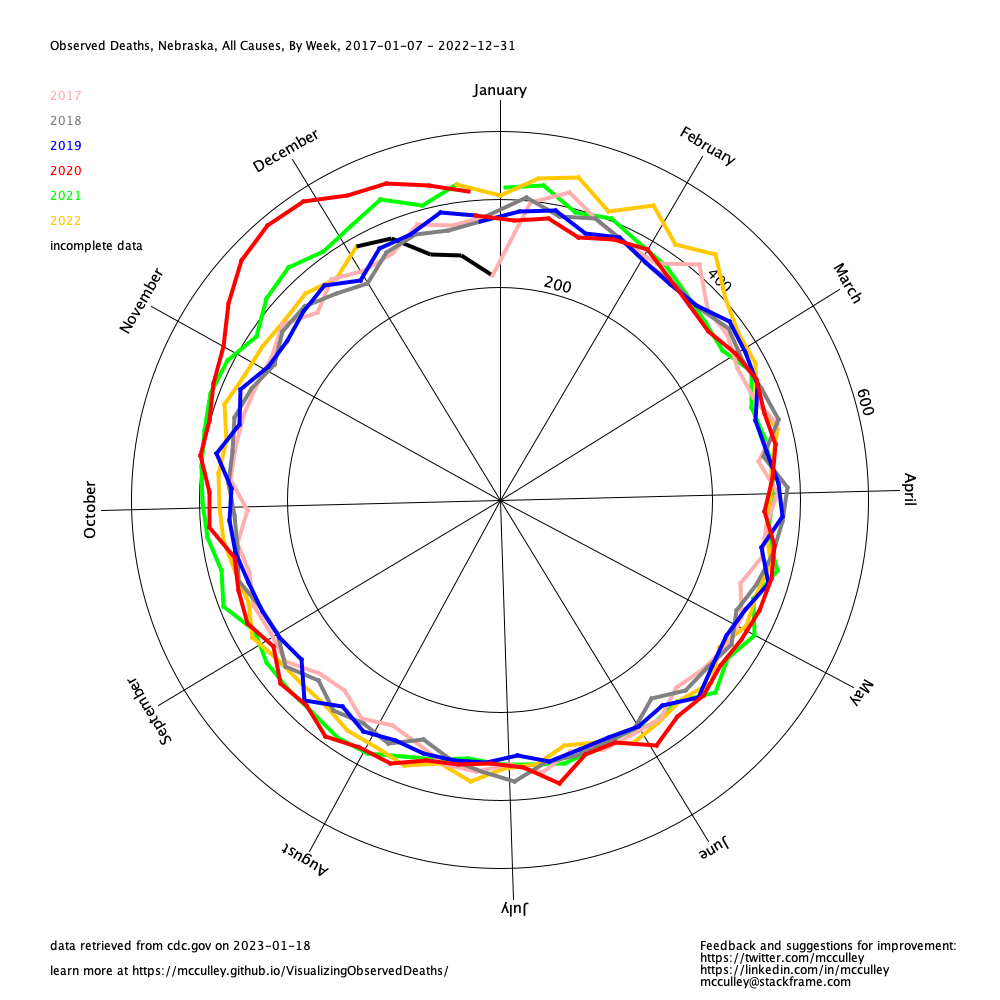 Observed Deaths, Nebraska, All Causes, By Week, 2017-01-07 - 2022-12-31
January
2017
2018
2019
2020
2021
2022
incomplete data
December
February
November
March
200
400
600
October
April
September
May
August
June
July
data retrieved from cdc.gov on 2023-01-18
learn more at https://mcculley.github.io/VisualizingObservedDeaths/
Feedback and suggestions for improvement:
https://twitter.com/mcculley
https://linkedin.com/in/mcculley
mcculley@stackframe.com